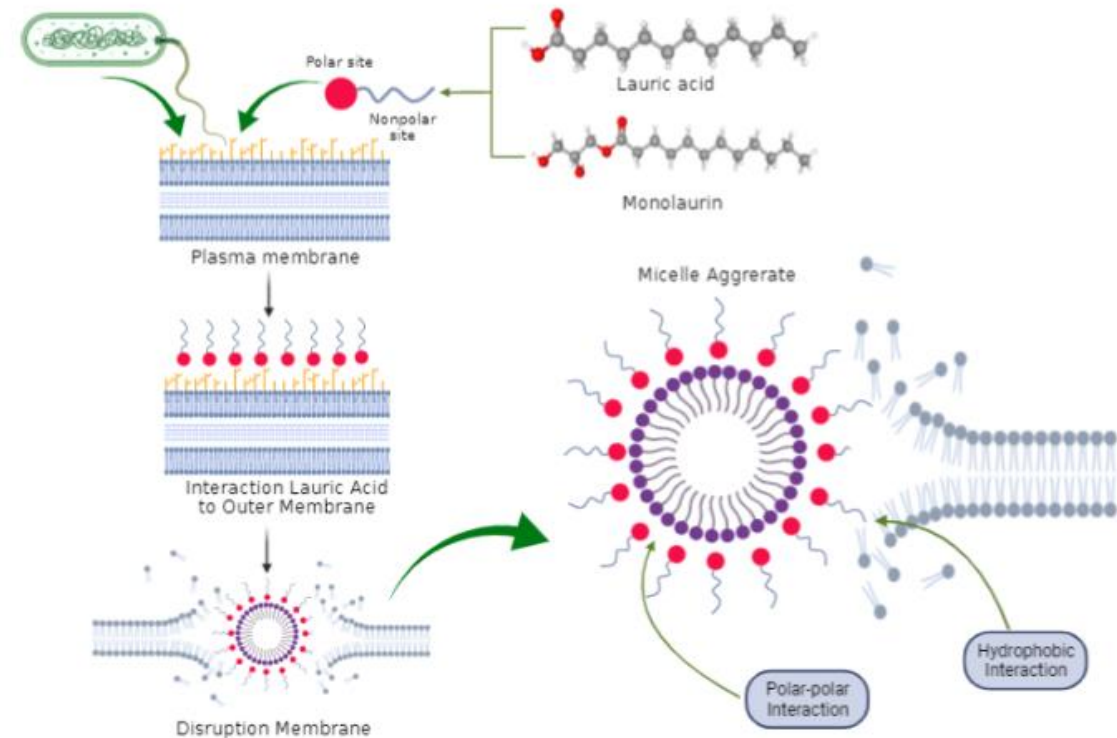 Polar site
Nonpolar
site
Lauric acid
Monolaurin
Plasma membrane
Micelle Aggrerate
Interaction Lauric Acid
to Outer Membrane
Disruption Membrane
Polar-polar
Interaction
Hydrophobic
Interaction